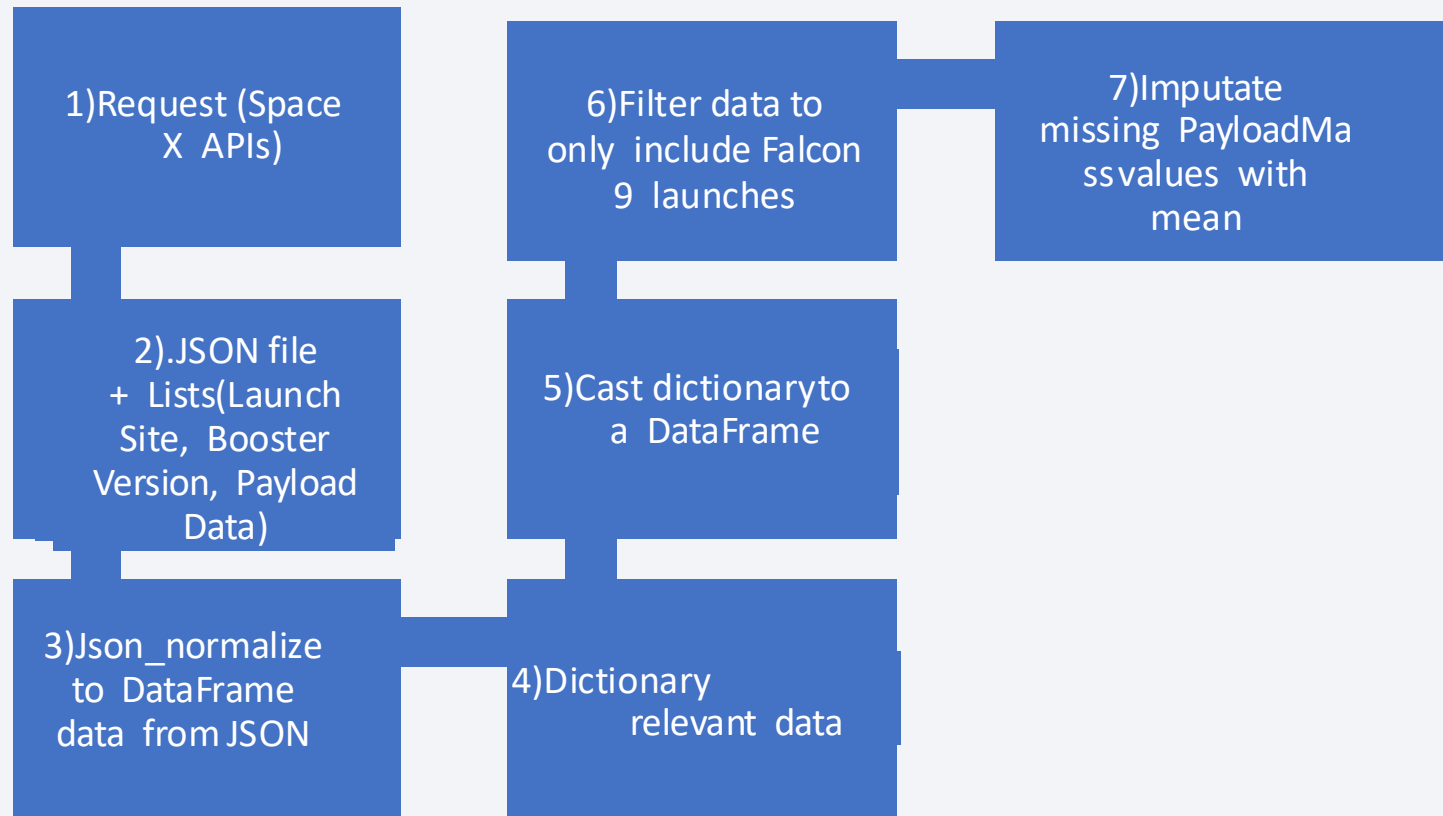 1)Request (Space
X APIs)
2).JSON file
+ Lists(Launch
Site, Booster
Version, Payload
Data)
3)Json_normalize
to DataFrame
data from JSON
4)Dictionary
relevant data
5)Cast dictionaryto
a DataFrame
6)Filter data to
only include Falcon
9 launches
7)Imputate
missing PayloadMa
ssvalues with
mean